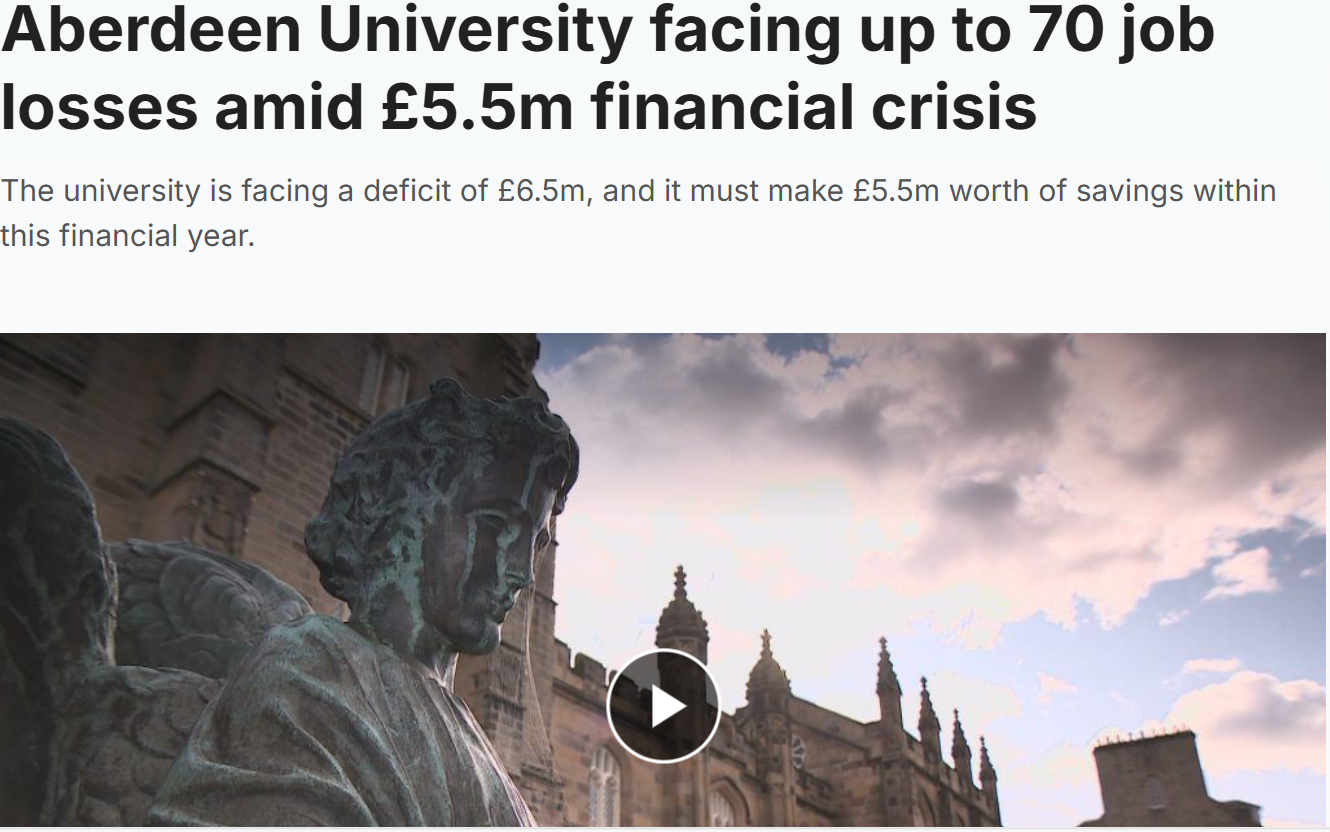 Aberdeen University facing up to 70 job
losses amid £5.5m financial crisis
The university is facing a deficit of £6.5m, and it must make £5.5m worth of savings within
this financial year.